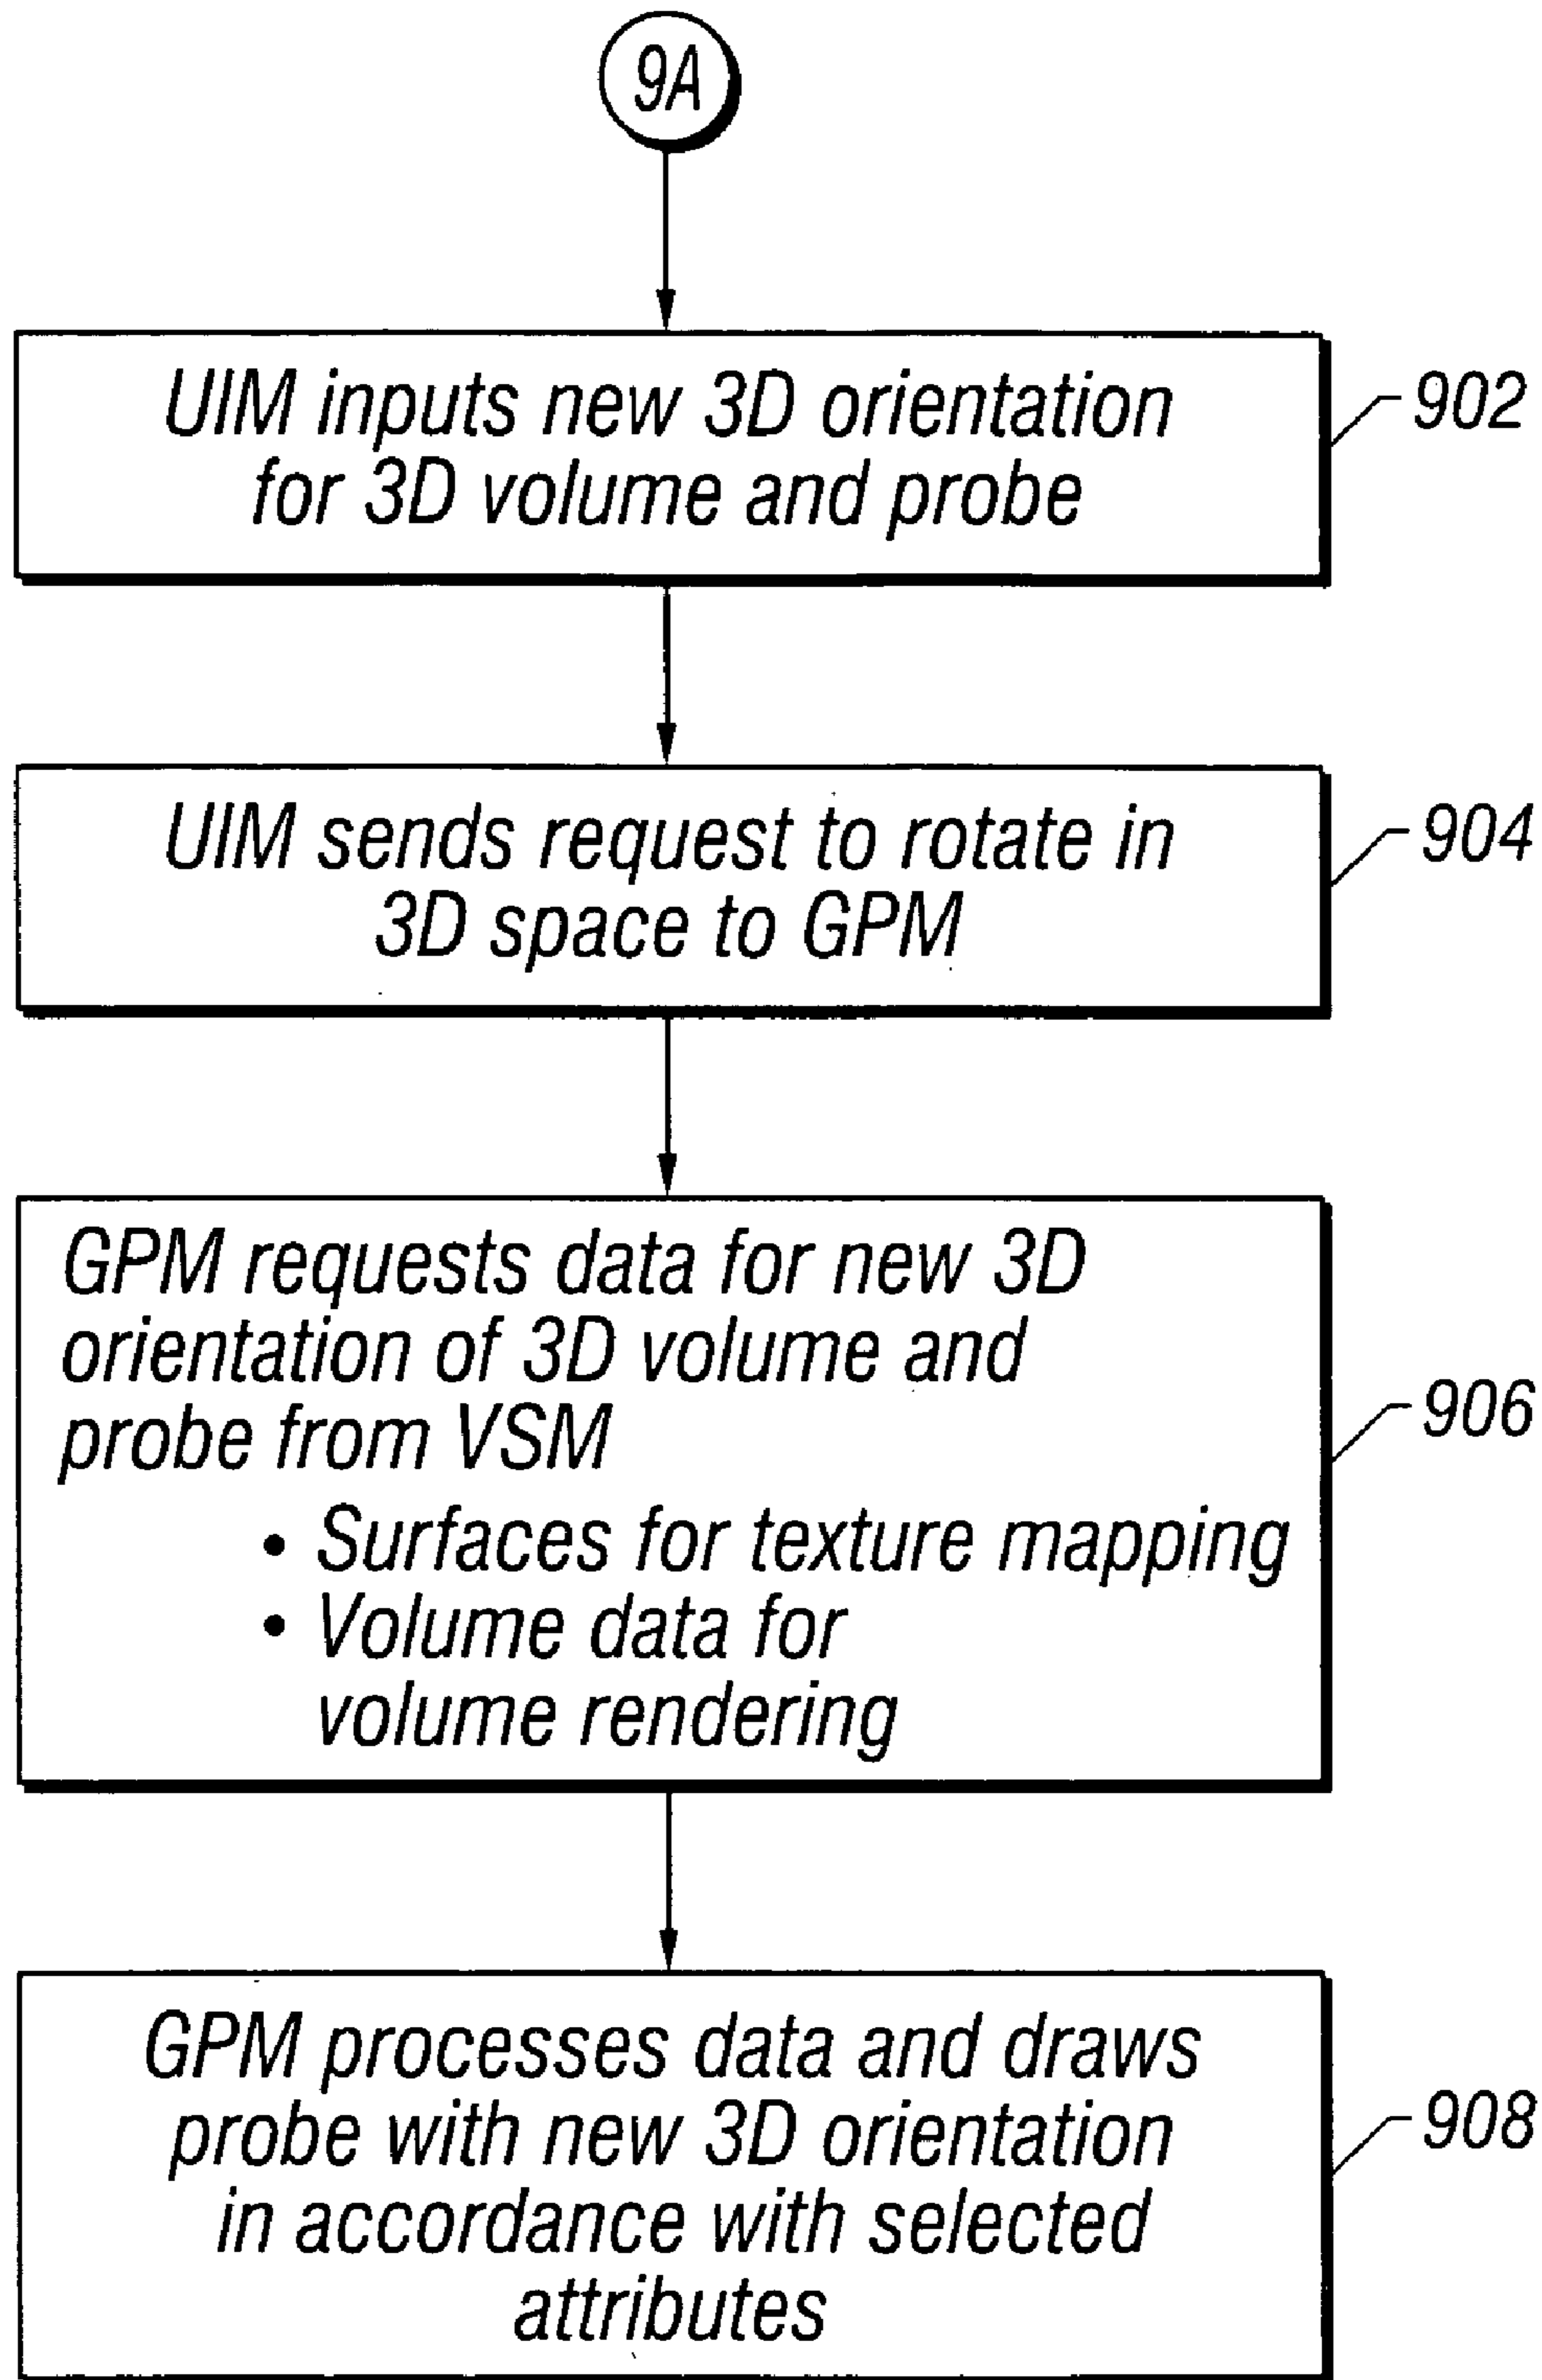 9A
UIM inputs new 3D orientation
for 3D volume and probe
902
UIM sends request to rotate in
3D space to GPM
904
GPM requests data for new 3D
orientation of 3D volume and
probe from VSM
• Surfaces for texture mapping
• Volume data for
volume rendering
906
GPM processes data and draws
probe with new 3D orientation
in accordance with selected
attributes
908